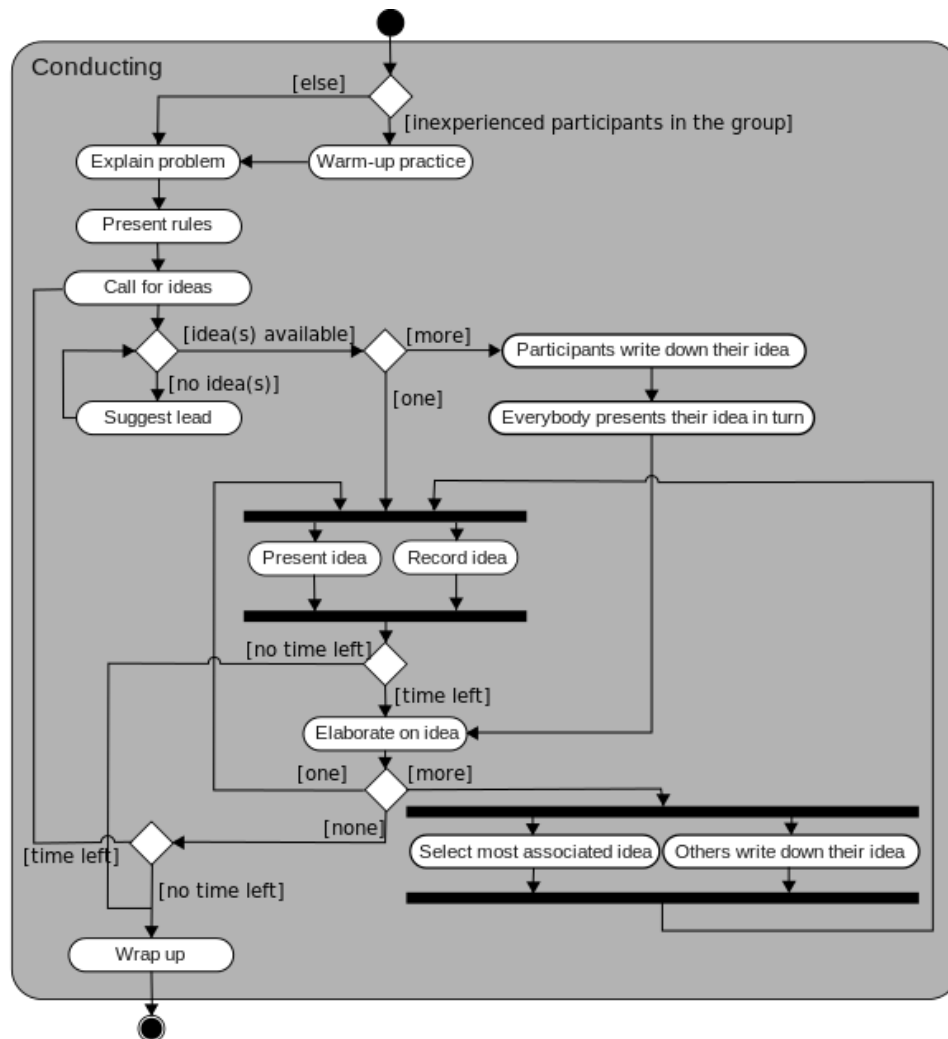 Conducting
[else]
[inexperienced participants in the group]
Explain problem
Warm-up practice
Present rules
Call for ideas
[idea(s) available]
[more]
Participants write down their idea
[no idea(s)]
[one]
Suggest lead
Everybody presents their idea in turn
Present idea
Record idea
[no time left]
[time left]
Elaborate on idea
[one]
[more]
[none]
[time left]
Select most associated idea
Others write down their idea
[no time left]
Wrap up